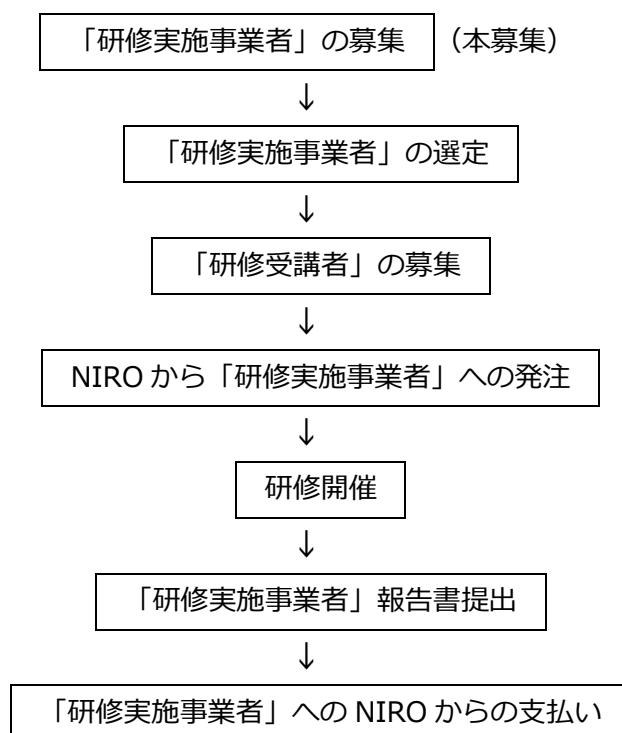 「研修実施事業者」の募集 （本募集）
↓
「研修実施事業者」の選定
↓
「研修受講者」の募集
↓
NIRO から「研修実施事業者」への発注
↓
研修開催
↓
「研修実施事業者」報告書提出
↓
「研修実施事業者」への NIRO からの支払い